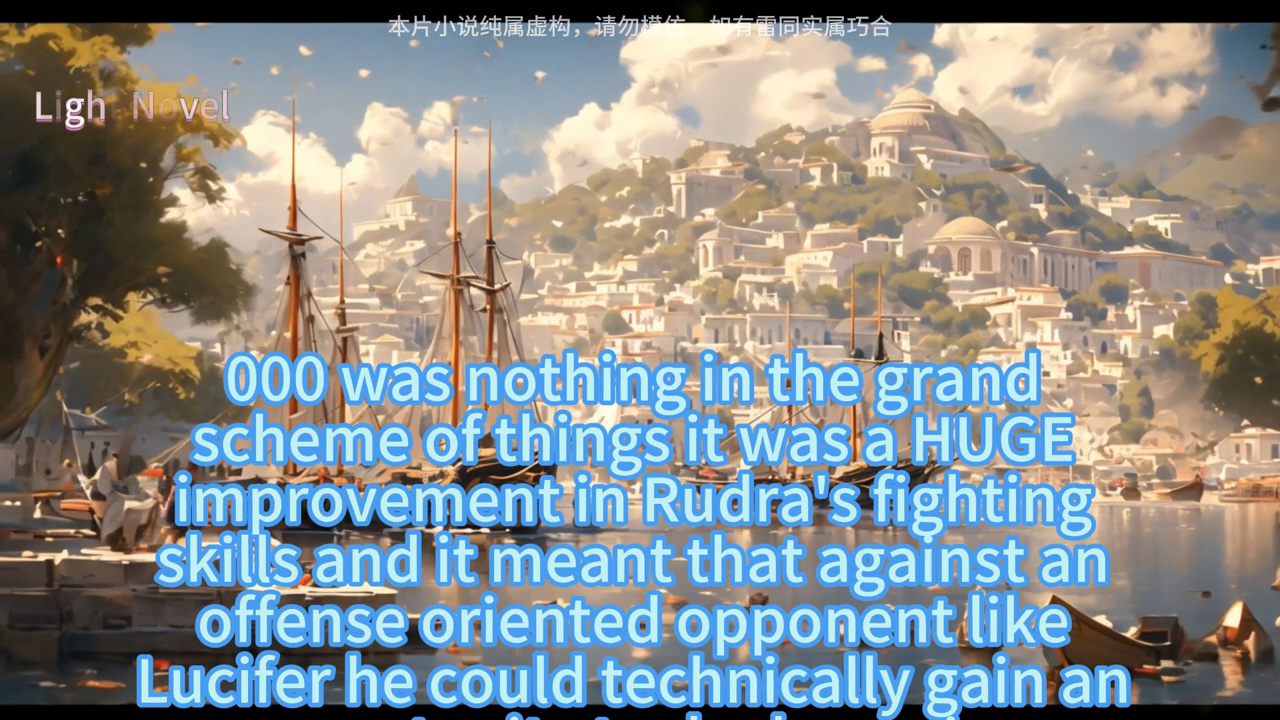 本片小说纯属虚构，请勿模仿，如有雷同实属巧合
Ligh Novel
000 was nothing in the grand
scheme of things it was a HUGE
improvement in Rudra's fighting
skills and it meant that against an
offense oriented opponent like
Lucifer he could technically gain an